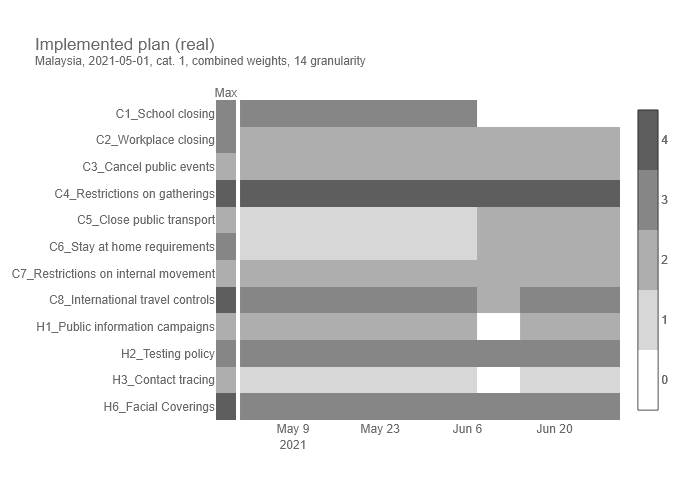 Implemented plan (real)
Malaysia, 2021-05-01, cat. 1, combined weights, 14 granularity
Max
C1_School closing
C2_Workplace closing
C3_Cancel public events
C4_Restrictions on gatherings
C5_Close public transport
C6_Stay at home requirements
C7_Restrictions on internal movement
C8_International travel controls
H1_Public information campaigns
H2_Testing policy
H3_Contact tracing
H6_Facial Coverings
May 9
2021
May 23
Jun 6
Jun 20
4
3
2
1
0